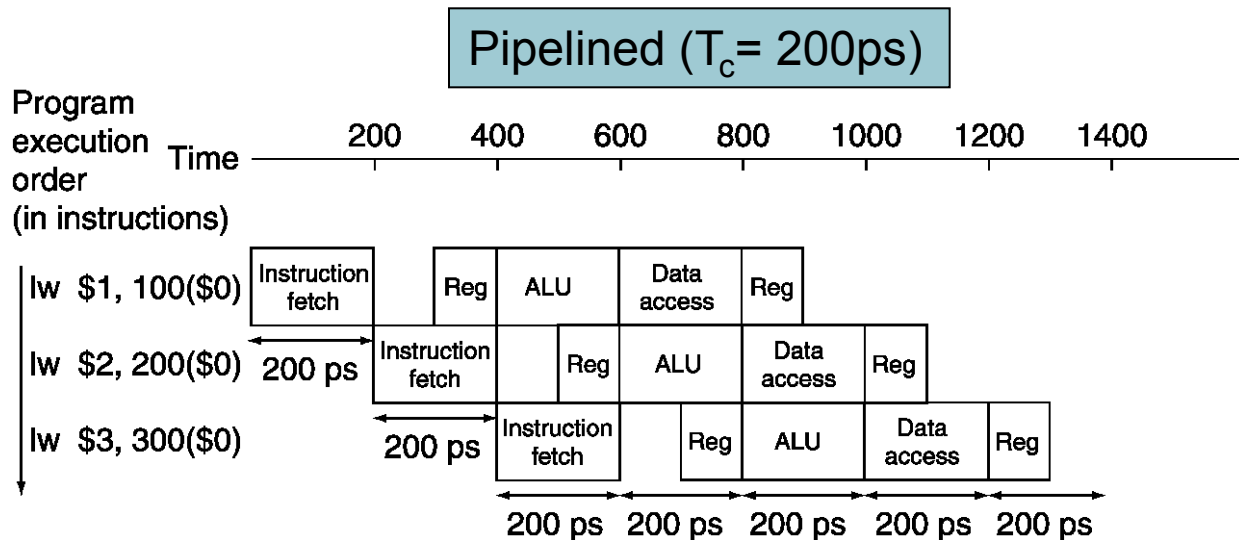 Pipelined (Tc= 200ps)
Program
execution
order
(in instructions)
Time
200 400 600 800 1000 1200 1400
lw $1, 100($0)
Instruction
fetch
Reg
ALU
Data
access
Reg
200 ps
lw $2, 200($0)
Instruction
fetch
Reg
ALU
Data
access
Reg
200 ps
lw $3, 300($0)
Instruction
fetch
Reg
ALU
Data
access
Reg
200 ps 200 ps 200 ps 200 ps 200 ps